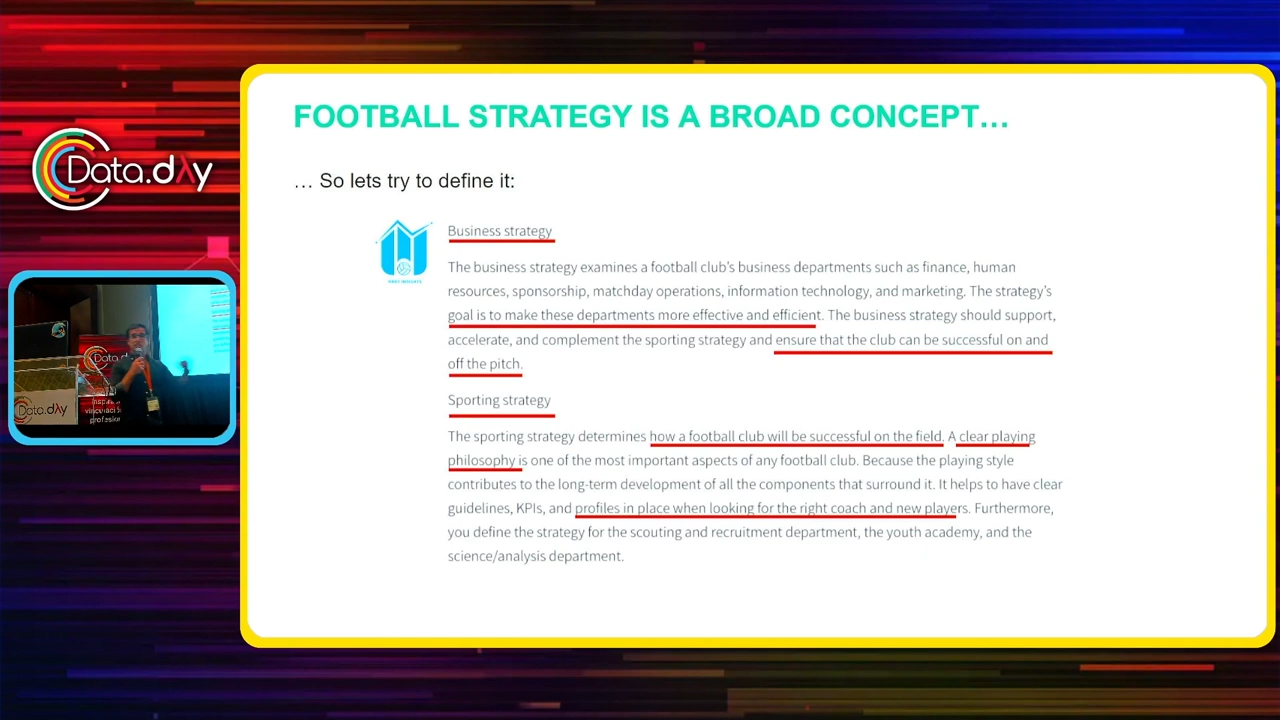 Data.dλy
FOOTBALL STRATEGY IS A BROAD CONCEPT…
… So lets try to define it:
Business strategy
The business strategy examines a football club’s business departments such as finance, human
resources, sponsorship, matchday operations, information technology, and marketing. The strategy’s
goal is to make these departments more effective and efficient. The business strategy should support,
accelerate, and complement the sporting strategy and ensure that the club can be successful on and
off the pitch.
Sporting strategy
The sporting strategy determines how a football club will be successful on the field. A clear playing
philosophy is one of the most important aspects of any football club. Because the playing style
contributes to the long-term development of all the components that surround it. It helps to have clear
guidelines, KPIs, and profiles in place when looking for the right coach and new players. Furthermore,
you define the strategy for the scouting and recruitment department, the youth academy, and the
science/analysis department.
Data.d
vinculació
profesion
Data.dλy